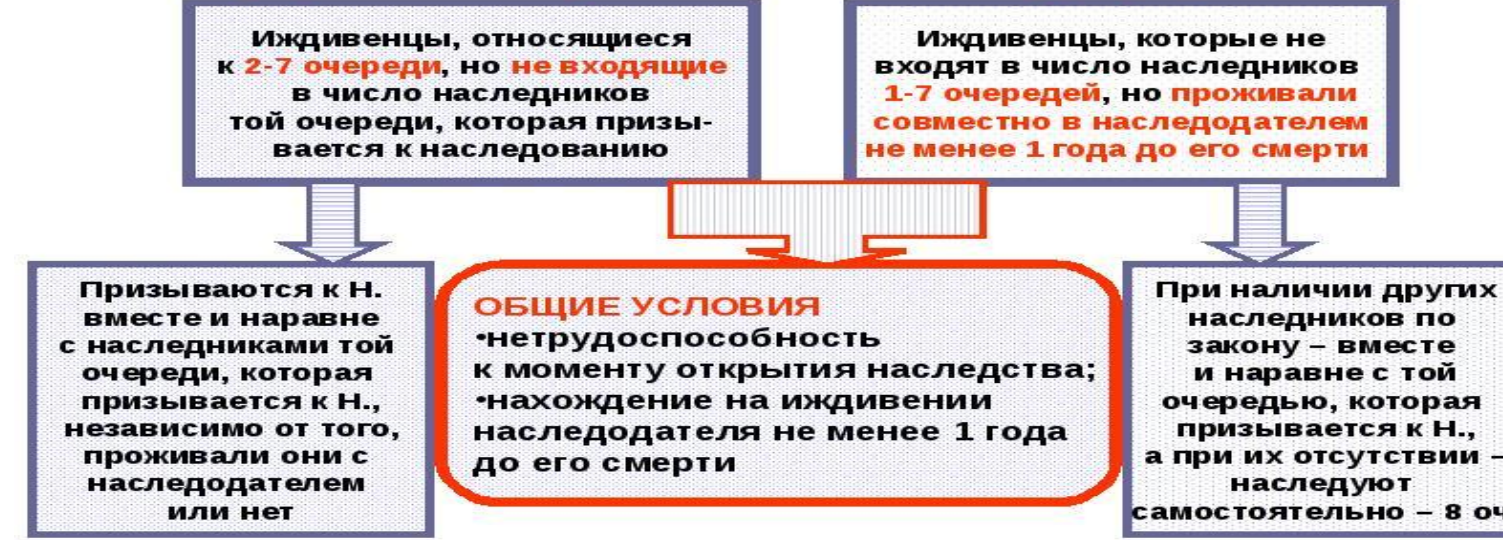 Иждивенцы, относящиеся
к 2-7 очереди, но не входящие
в число наследников
той очереди, которая призы-
вается к наследованию
Иждивенцы, которые не
входят в число наследников
1-7 очередей, но проживали
совместно в наследодателем
не менее 1 года до его смерти
Призываются к Н.
вместе и наравне
с наследниками той
очереди, которая
призывается к Н.,
независимо от того,
проживали они с
наследодателем
или нет
ОБЩИЕ УСЛОВИЯ
•нетрудоспособность
к моменту открытия наследства;
•нахождение на иждивении
наследодателя не менее 1 года
до его смерти
При наличии других
наследников по
закону – вместе
и наравне с той
очередью, которая
призывается к Н.,
а при их отсутствии –
наследуют
самостоятельно – 8 оч